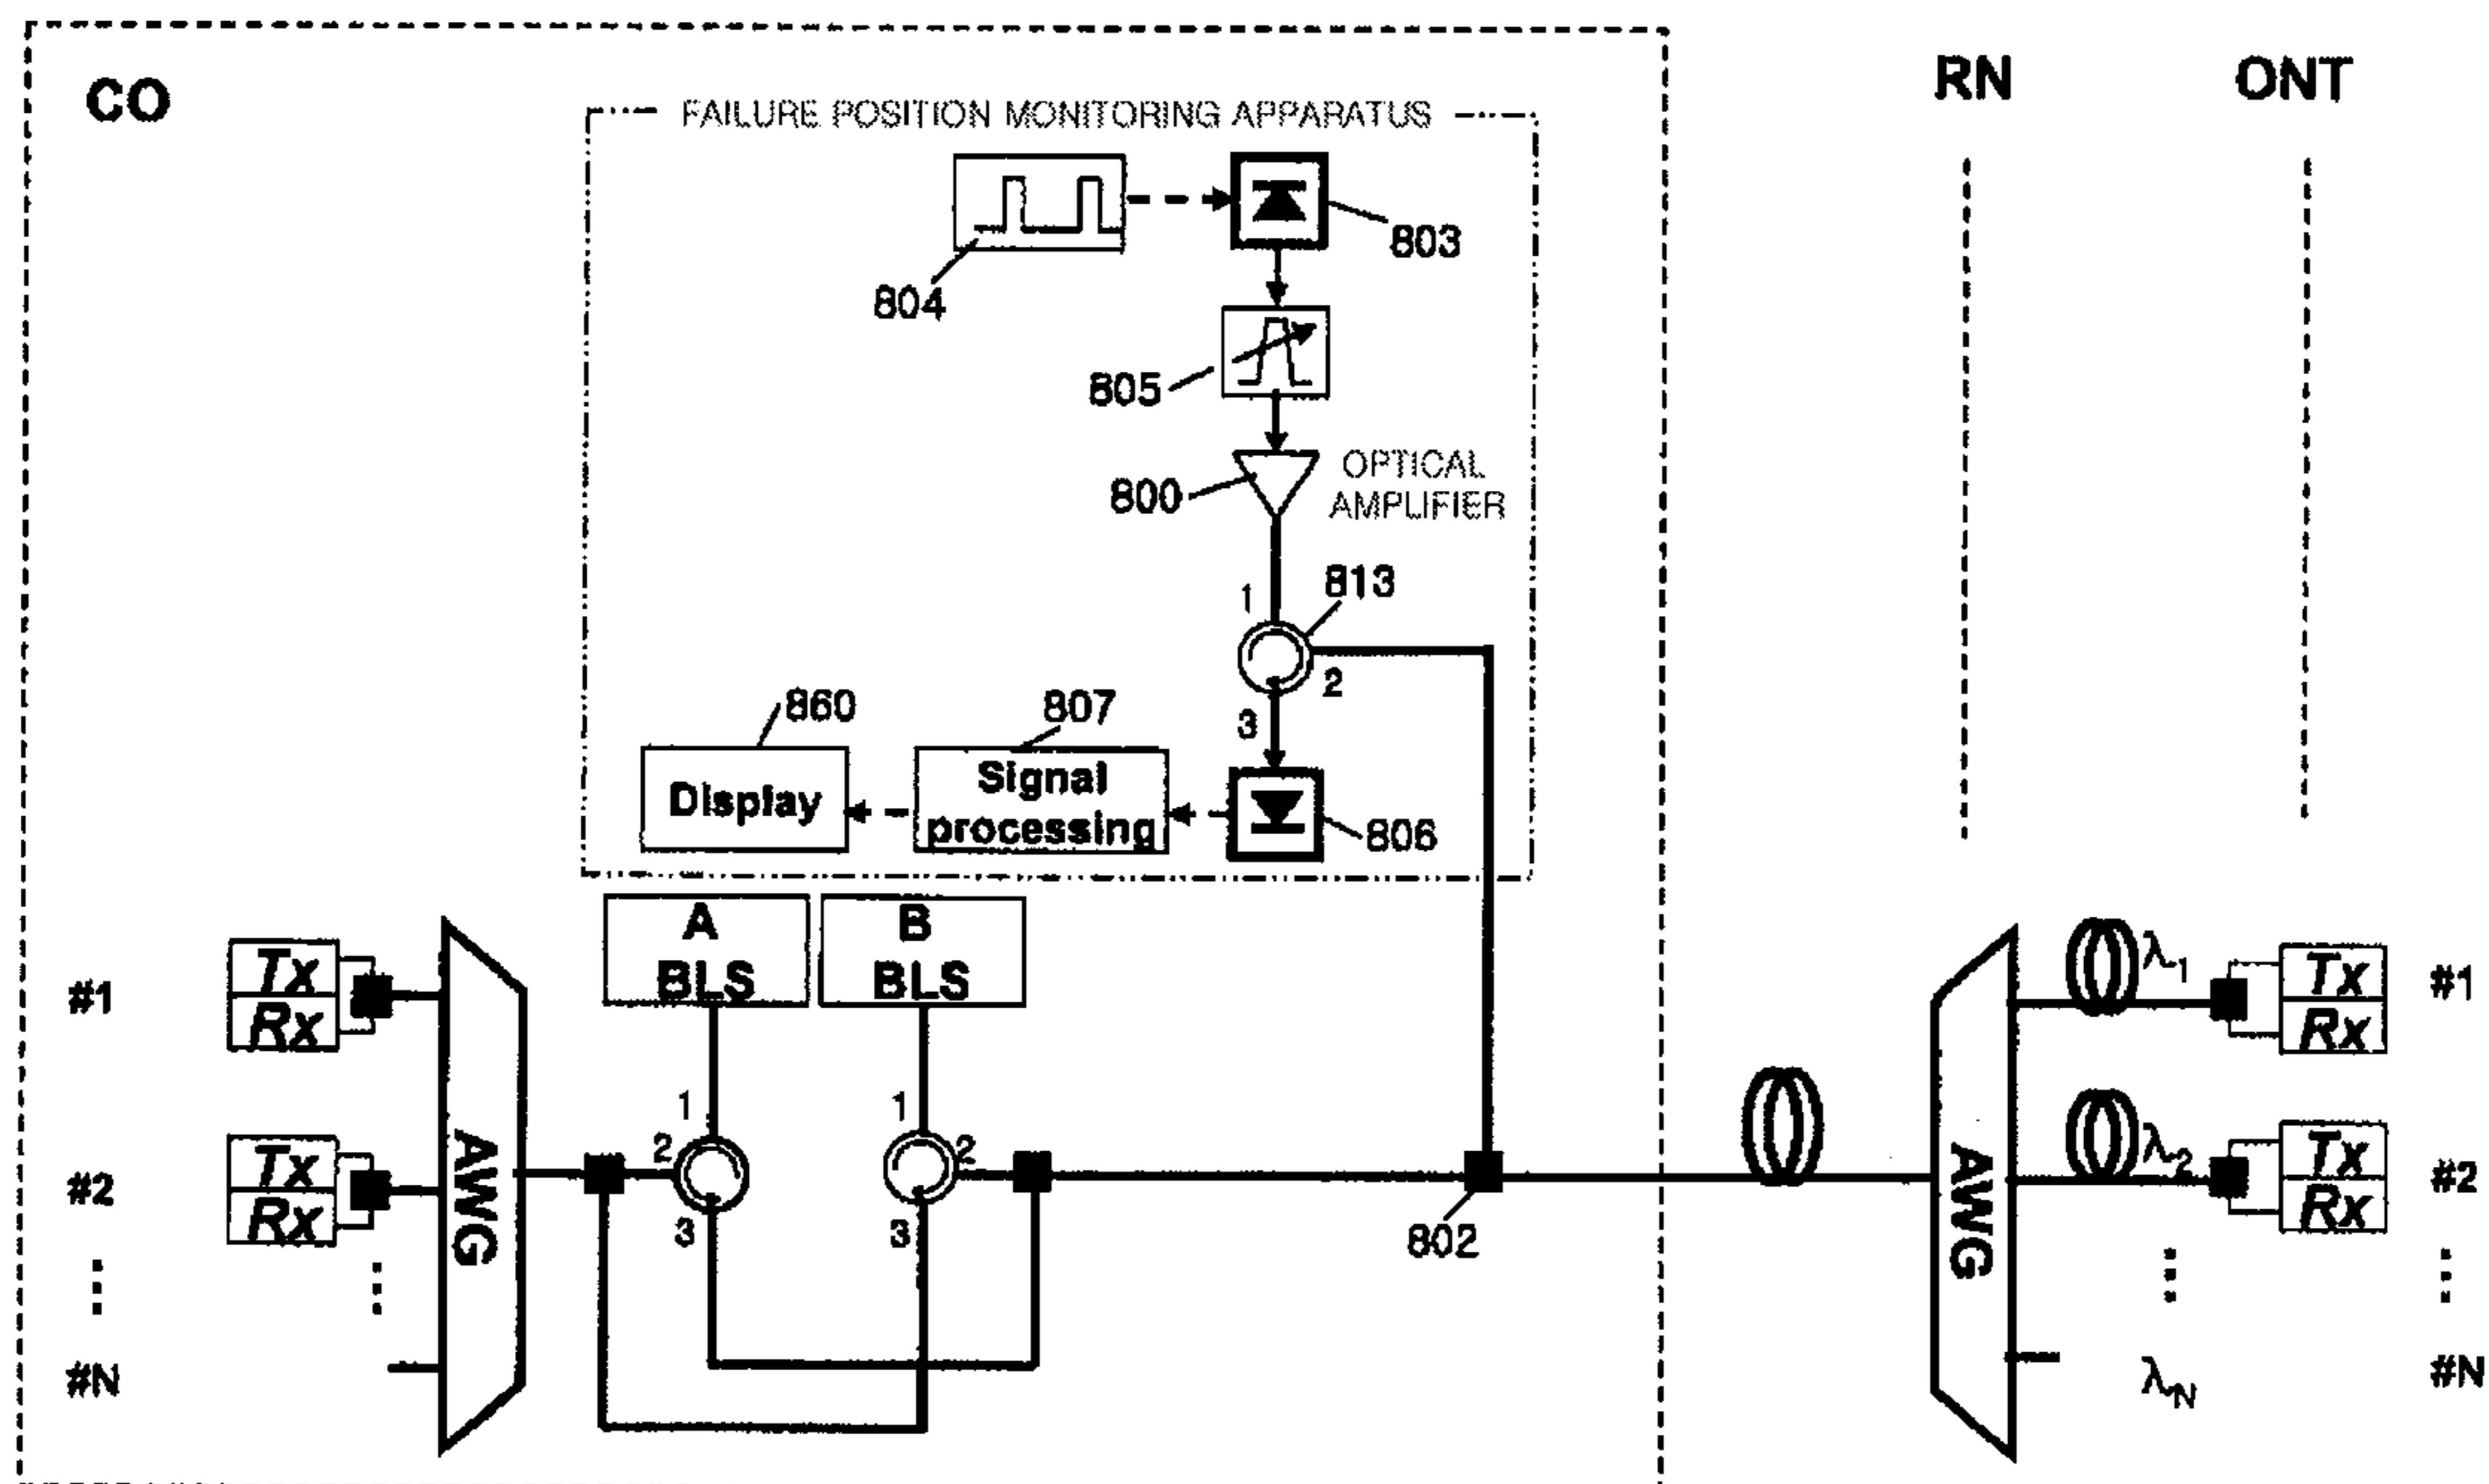 CO
RN
ONT
FAILURE POSITION MONITORING APPARATUS
803
804
805
OPTICAL
AMPLIFIER
800
813
1
2
3
860
807
Display
Signal
processing
806
A
BLS
B
BLS
#1
Tx
Rx
1
2
3
1
2
3
#2
Tx
Rx
AWG
#N
802
AWG
λ1
Tx
Rx
#1
λ2
Tx
Rx
#2
λN
#N